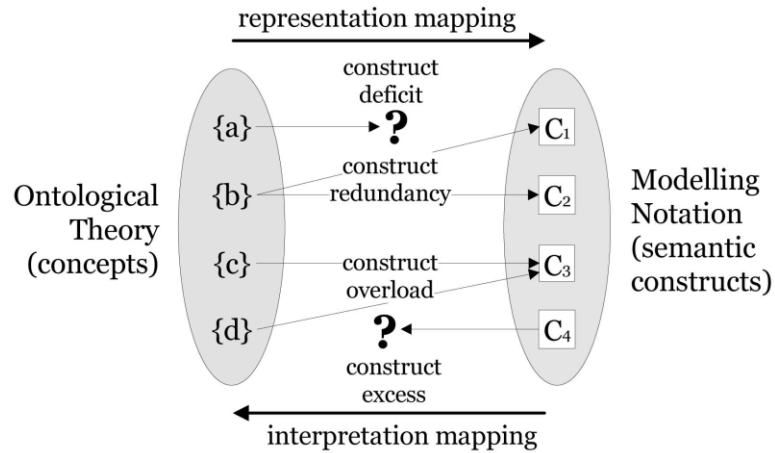 representation mapping
construct
deficit
{a}
?
C₁
construct
redundancy
{b}
C₂
Ontological
Theory
(concepts)
Modelling
Notation
(semantic
constructs)
{c}
construct
overload
C₃
{d}
?
C₄
construct
excess
interpretation mapping